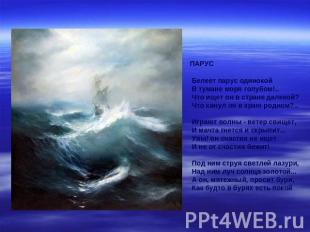 ПАРУС
Белеет парус одинокой
В тумане моря голубом!..
Что ищет он в стране далекой?
Что кинул он в краю родном?..
Играют волны - ветер свищет,
И мачта гнется и скрыпит...
Увы! он счастия не ищет
И не от счастия бежит!
Под ним струя светлей лазури,
Над ним луч солнца золотой...
А он, мятежный, просит бури,
Как будто в бурях есть покой
PPt4WEB.ru